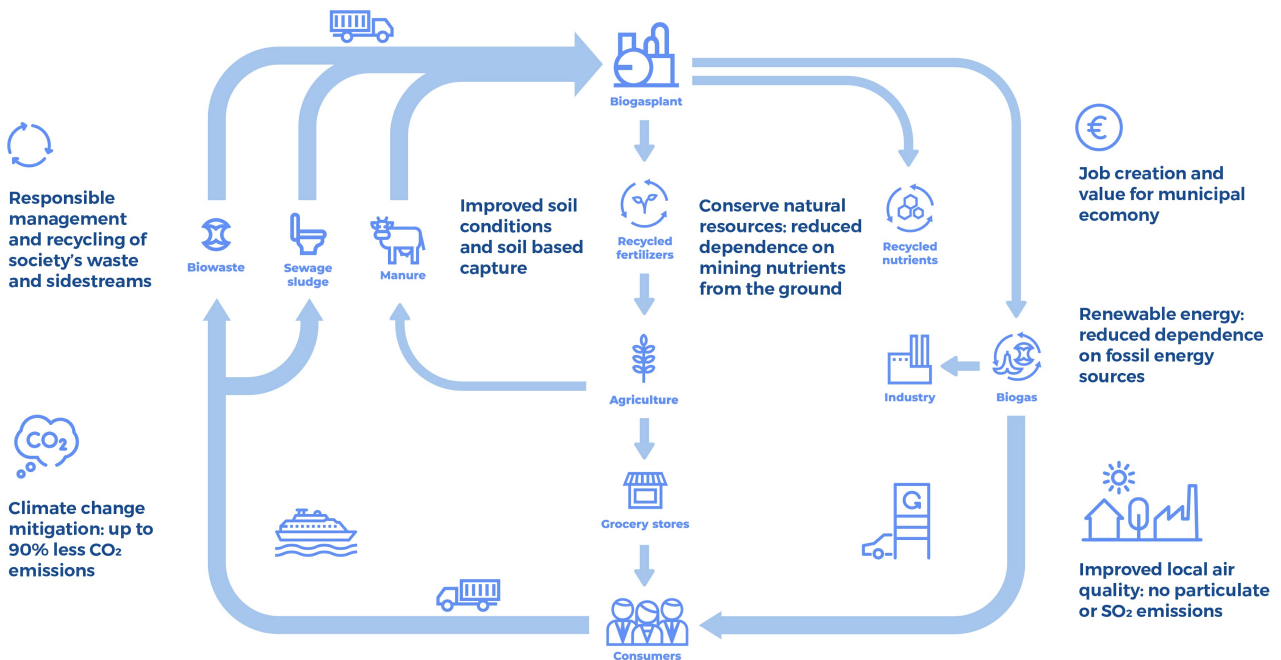 Biogasplant
Responsible
management
and recycling of
society's waste
and sidestreams
Biowaste
Sewage
sludge
Manure
Improved soil
conditions
and soil based
capture
Recycled
fertilizers
Conserve natural
resources: reduced
dependence on
mining nutrients
from the ground
Recycled
nutrients
€
Job creation and
value for municipal
ecomony
Renewable energy:
reduced dependence
on fossil energy
sources
Agriculture
Industry
Biogas
CO₂
Climate change
mitigation: up to
90% less CO₂
emissions
Grocery stores
G
Improved local air
quality: no particulate
or SO₂ emissions
Consumers